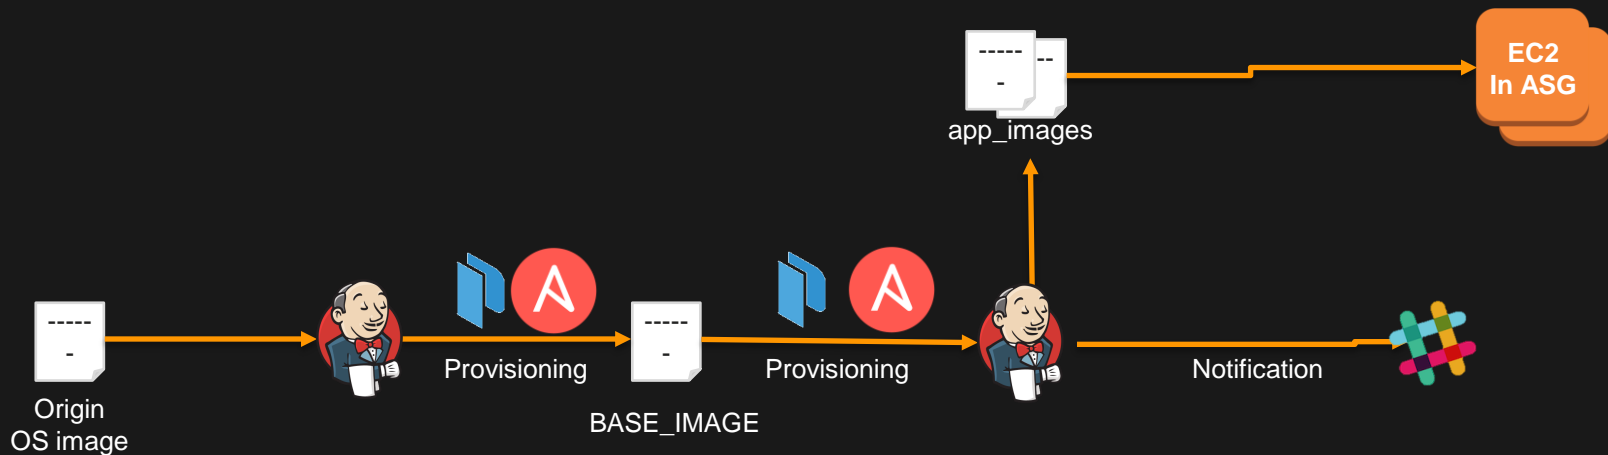 -----
-
--
app_images
EC2
In ASG
-----
-
Origin
OS image
Provisioning
-----
-
BASE_IMAGE
Provisioning
Notification